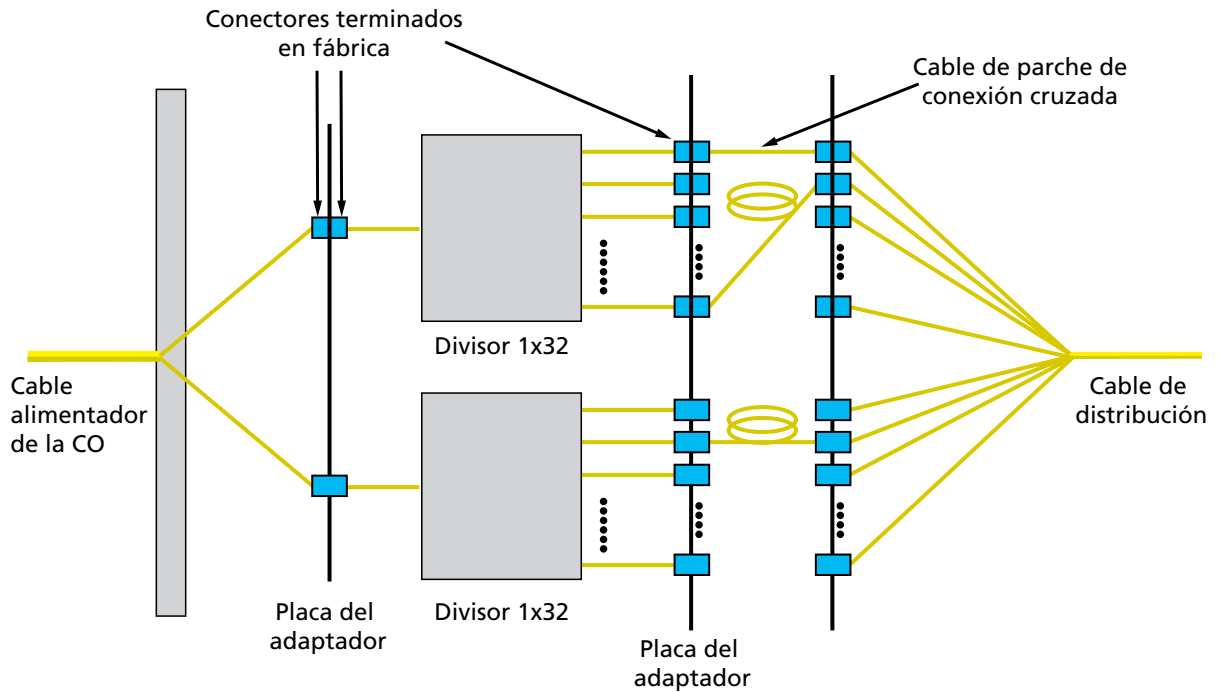 Conectores terminados
en fábrica
Cable de parche de
conexión cruzada
Divisor 1x32
Cable
alimentador
de la CO
Cable de
distribución
Placa del
adaptador
Divisor 1x32
Placa del
adaptador